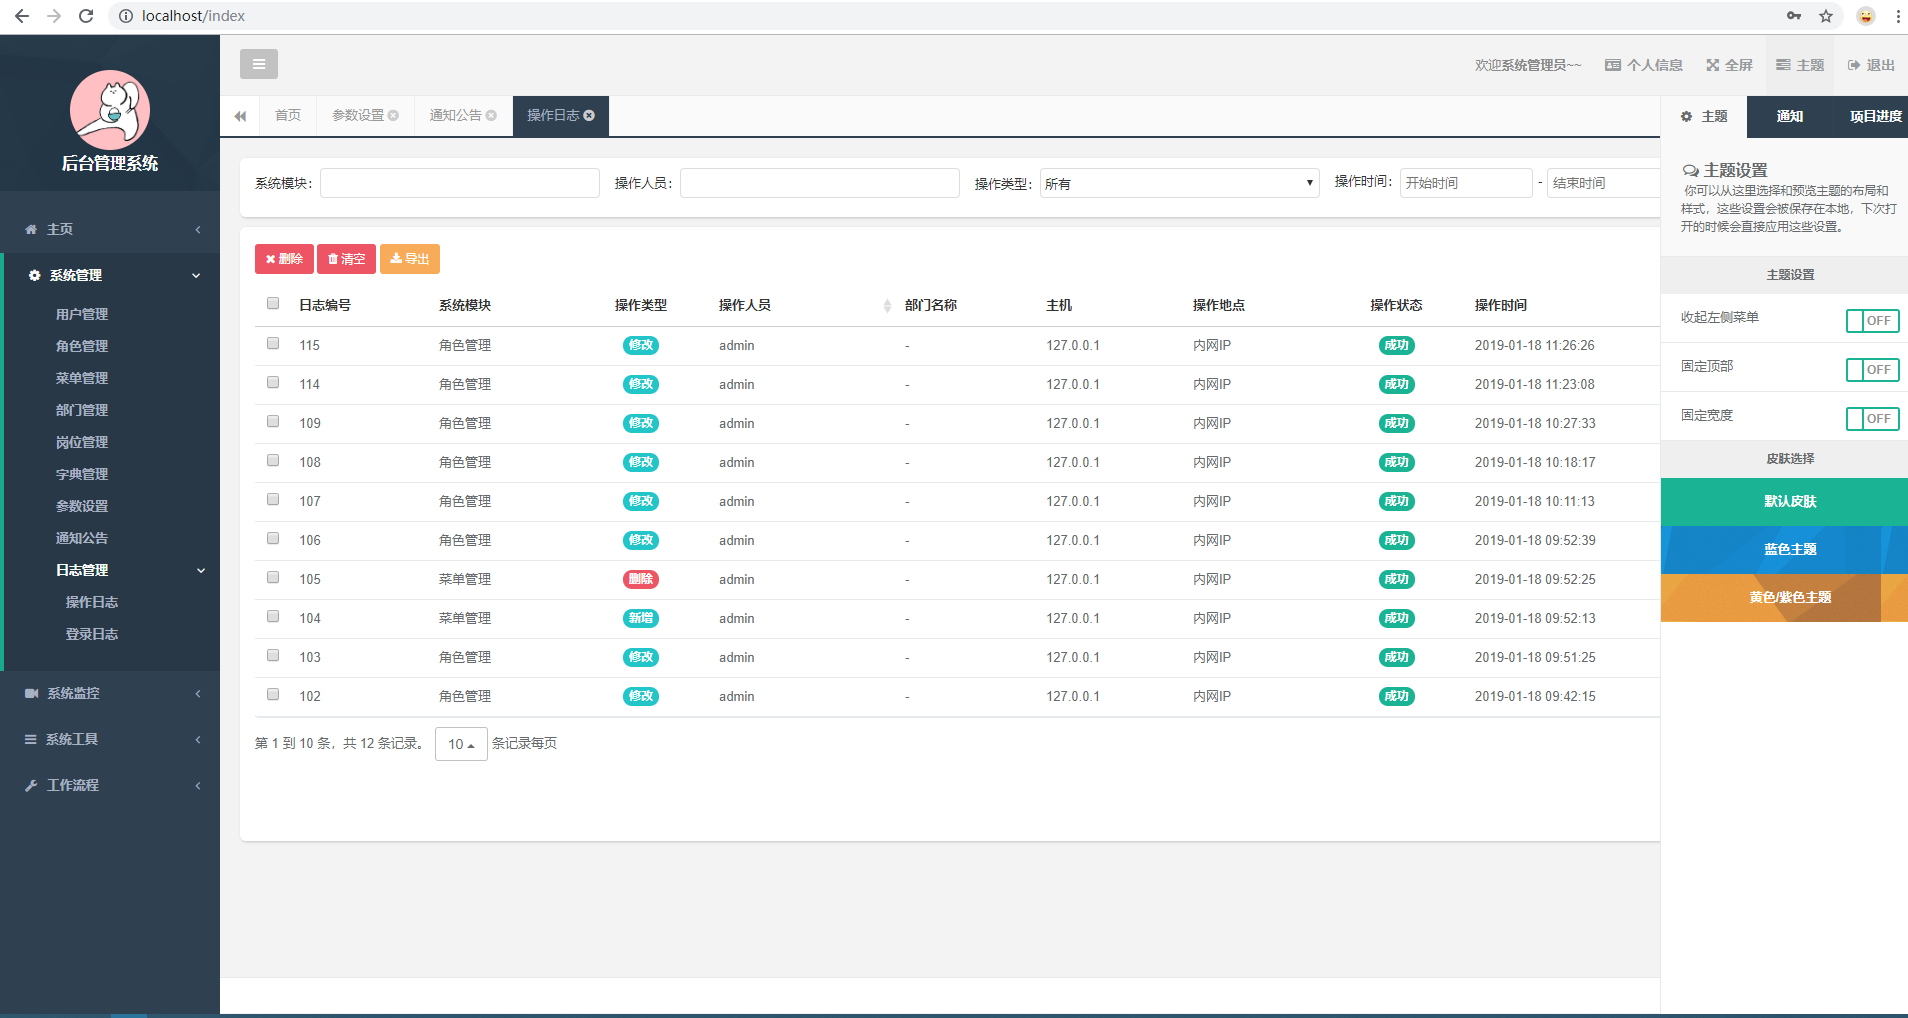 localhost/index
后台管理系统
主页
系统管理
用户管理
角色管理
菜单管理
部门管理
岗位管理
字典管理
参数设置
通知公告
日志管理
操作日志
登录日志
系统监控
系统工具
工作流程
欢迎系统管理员~~ 个人信息 全屏 主题 退出
首页 参数设置 通知公告 操作日志
系统模块： 操作人员： 操作类型： 所有 操作时间： 开始时间 - 结束时间
删除 清空 导出
日志编号 系统模块 操作类型 操作人员 部门名称 主机 操作地点 操作状态 操作时间
115 角色管理 修改 admin - 127.0.0.1 内网IP 成功 2019-01-18 11:26:26
114 角色管理 修改 admin - 127.0.0.1 内网IP 成功 2019-01-18 11:23:08
109 角色管理 修改 admin - 127.0.0.1 内网IP 成功 2019-01-18 10:27:33
108 角色管理 修改 admin - 127.0.0.1 内网IP 成功 2019-01-18 10:18:17
107 角色管理 修改 admin - 127.0.0.1 内网IP 成功 2019-01-18 10:11:13
106 角色管理 修改 admin - 127.0.0.1 内网IP 成功 2019-01-18 09:52:39
105 菜单管理 删除 admin - 127.0.0.1 内网IP 成功 2019-01-18 09:52:25
104 菜单管理 新增 admin - 127.0.0.1 内网IP 成功 2019-01-18 09:52:13
103 角色管理 修改 admin - 127.0.0.1 内网IP 成功 2019-01-18 09:51:25
102 角色管理 修改 admin - 127.0.0.1 内网IP 成功 2019-01-18 09:42:15
第 1 到 10 条，共 12 条记录。 10 条记录每页
主题 通知 项目进度
主题设置
你可以从这里选择和预览主题的布局和
样式，这些设置会被保存在本地，下次打
开的时候会直接应用这些设置。
主题设置
收起左侧菜单 OFF
固定顶部 OFF
固定宽度 OFF
皮肤选择
默认皮肤
蓝色主题
黄色/紫色主题